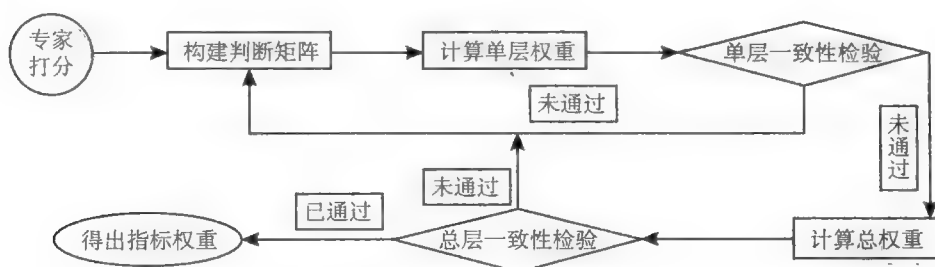 专家
打分
构建判断矩阵
计算单层权重
单层一致性检验
未通过
未
通
过
未通过
已通过
得出指标权重
总层一致性检验
计算总权重